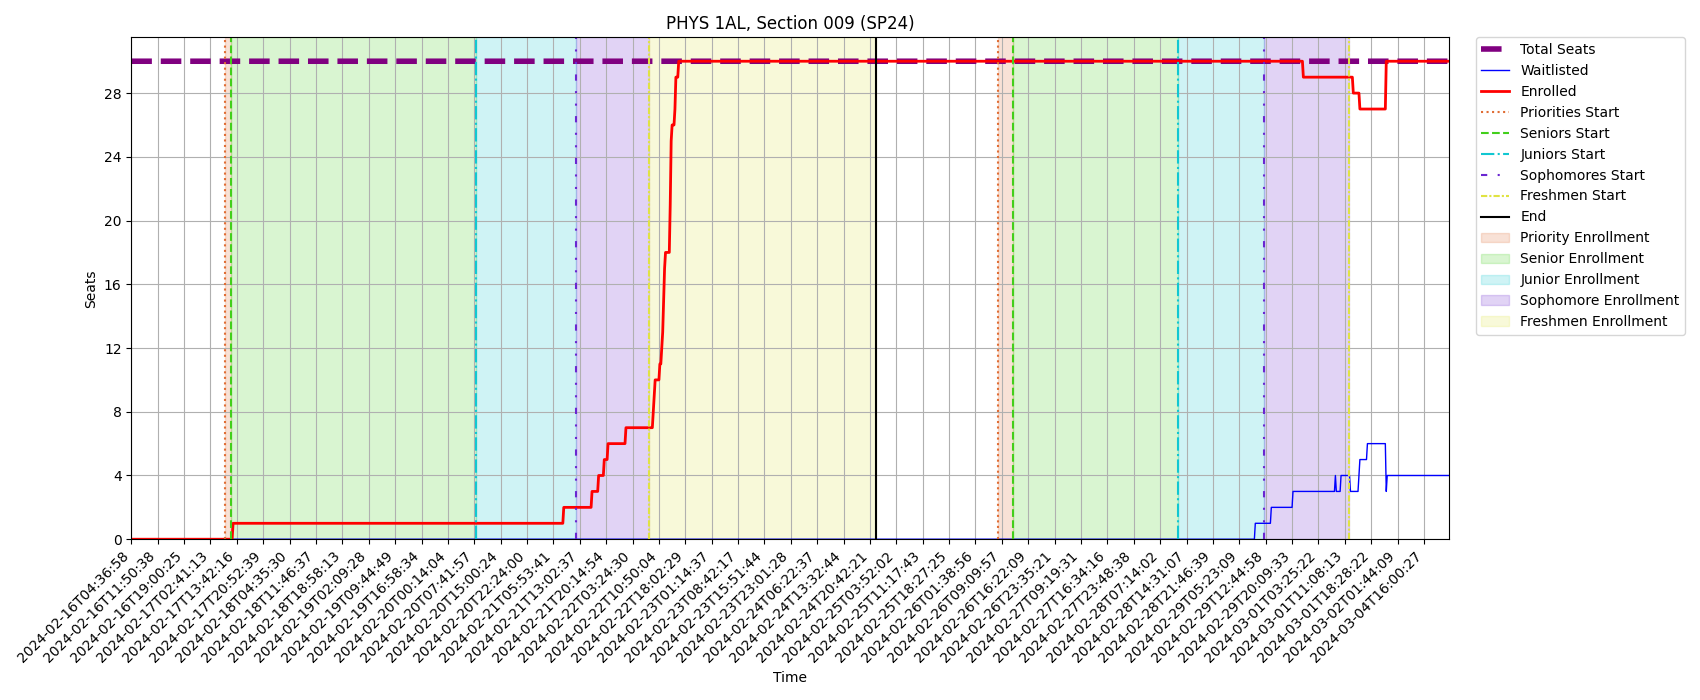 PHYS 1AL, Section 009 (SP24)
Total Seats
Waitlisted
Enrolled
Priorities Start
Seniors Start
Juniors Start
Sophomores Start
Freshmen Start
End
Priority Enrollment
Senior Enrollment
Junior Enrollment
Sophomore Enrollment
Freshmen Enrollment
Seats
28
24
20
16
12
8
4
0
2024-02-16T04:36:58
2024-02-16T11:50:38
2024-02-16T19:00:25
2024-02-17T02:41:13
2024-02-17T13:42:16
2024-02-17T20:52:39
2024-02-18T04:35:30
2024-02-18T11:46:37
2024-02-18T18:58:13
2024-02-19T02:09:28
2024-02-19T09:44:49
2024-02-19T16:58:34
2024-02-20T00:14:04
2024-02-20T07:41:57
2024-02-20T15:00:24
2024-02-20T22:24:00
2024-02-21T05:53:41
2024-02-21T13:02:37
2024-02-21T20:14:54
2024-02-22T03:24:30
2024-02-22T10:50:04
2024-02-22T18:02:29
2024-02-23T01:14:37
2024-02-23T08:42:17
2024-02-23T15:51:44
2024-02-23T23:01:28
2024-02-24T06:22:37
2024-02-24T13:32:44
2024-02-24T20:42:21
2024-02-25T03:52:02
2024-02-25T11:17:43
2024-02-25T18:27:25
2024-02-26T01:38:56
2024-02-26T09:09:57
2024-02-26T16:22:09
2024-02-26T23:35:21
2024-02-27T09:19:31
2024-02-27T16:34:16
2024-02-27T23:48:38
2024-02-28T07:14:02
2024-02-28T14:31:07
2024-02-28T21:46:39
2024-02-29T05:23:09
2024-02-29T12:44:58
2024-02-29T20:09:33
2024-03-01T03:25:22
2024-03-01T11:08:13
2024-03-01T18:28:22
2024-03-02T01:44:09
2024-03-04T16:00:27
Time